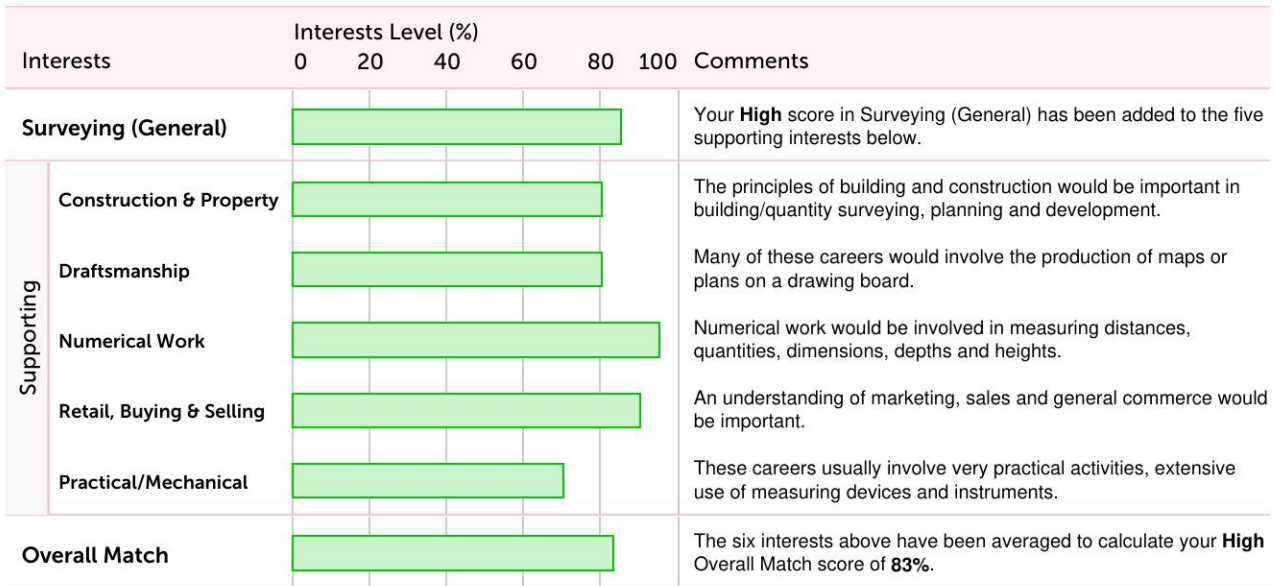 Interests Level (%)
Interests 0 20 40 60 80 100 Comments
Surveying (General)
Your High score in Surveying (General) has been added to the five
supporting interests below.
Supporting
Construction & Property
The principles of building and construction would be important in
building/quantity surveying, planning and development.
Draftsmanship
Many of these careers would involve the production of maps or
plans on a drawing board.
Numerical Work
Numerical work would be involved in measuring distances,
quantities, dimensions, depths and heights.
Retail, Buying & Selling
An understanding of marketing, sales and general commerce would
be important.
Practical/Mechanical
These careers usually involve very practical activities, extensive
use of measuring devices and instruments.
Overall Match
The six interests above have been averaged to calculate your High
Overall Match score of 83%.